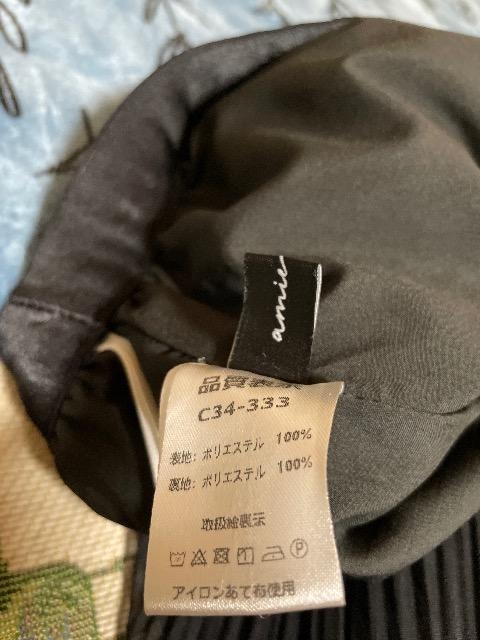 amie
品質表示
C34-333
表地: ポリエステル 100%
裏地: ポリエステル 100%
取扱絵表示
P
アイロンあて布使用